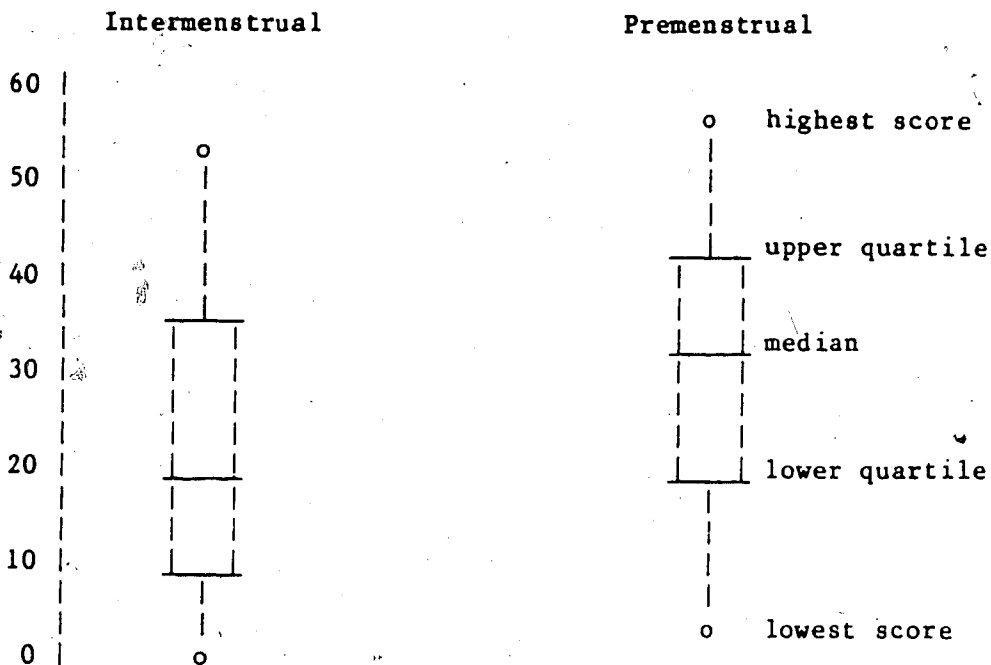 Intermenstrual Premenstrual
60
highest score
50
upper quartile
40
median
30
20
lower quartile
10
lowest score
0